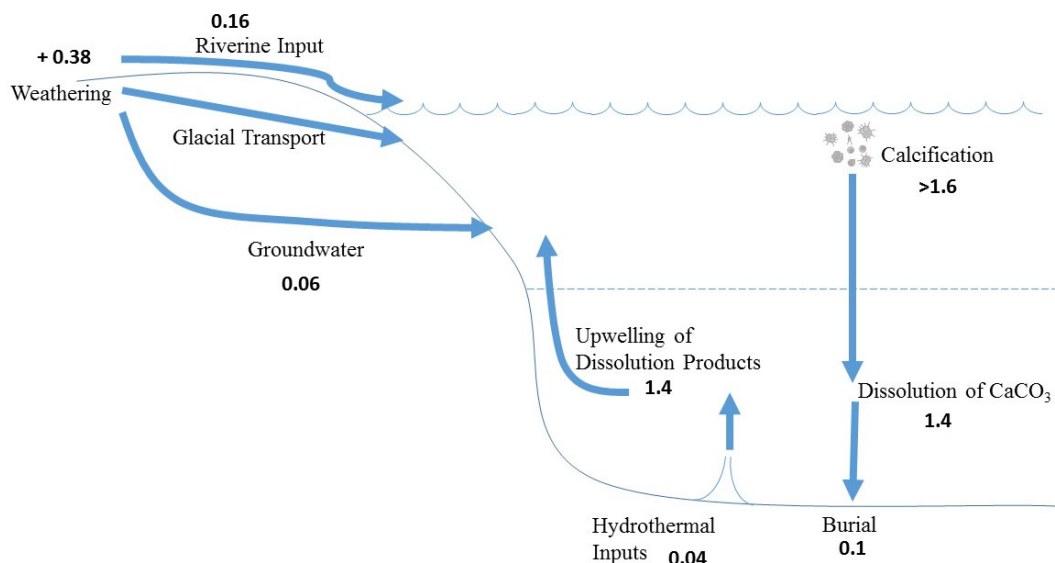 0.16
Riverine Input
+ 0.38
Weathering
Glacial Transport
Groundwater
0.06
Calcification
>1.6
Upwelling of
Dissolution Products
1.4
Dissolution of CaCO₃
1.4
Hydrothermal
Inputs 0.04
Burial
0.1